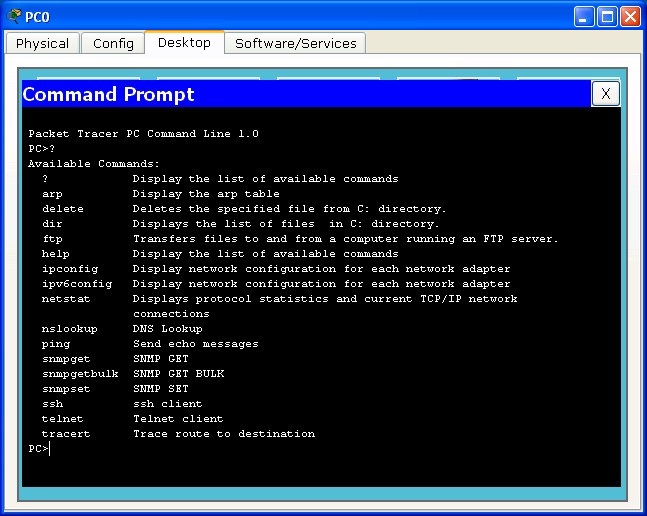 PC0
Physical Config Desktop Software/Services
Command Prompt X
Packet Tracer PC Command Line 1.0
PC>?
Available Commands:
? Display the list of available commands
arp Display the arp table
delete Deletes the specified file from C: directory.
dir Displays the list of files in C: directory.
ftp Transfers files to and from a computer running an FTP server.
help Display the list of available commands
ipconfig Display network configuration for each network adapter
ipv6config Display network configuration for each network adapter
netstat Displays protocol statistics and current TCP/IP network
connections
nslookup DNS Lookup
ping Send echo messages
snmpget SNMP GET
snmpgetbulk SNMP GET BULK
snmpset SNMP SET
ssh ssh client
telnet Telnet client
tracert Trace route to destination
PC>